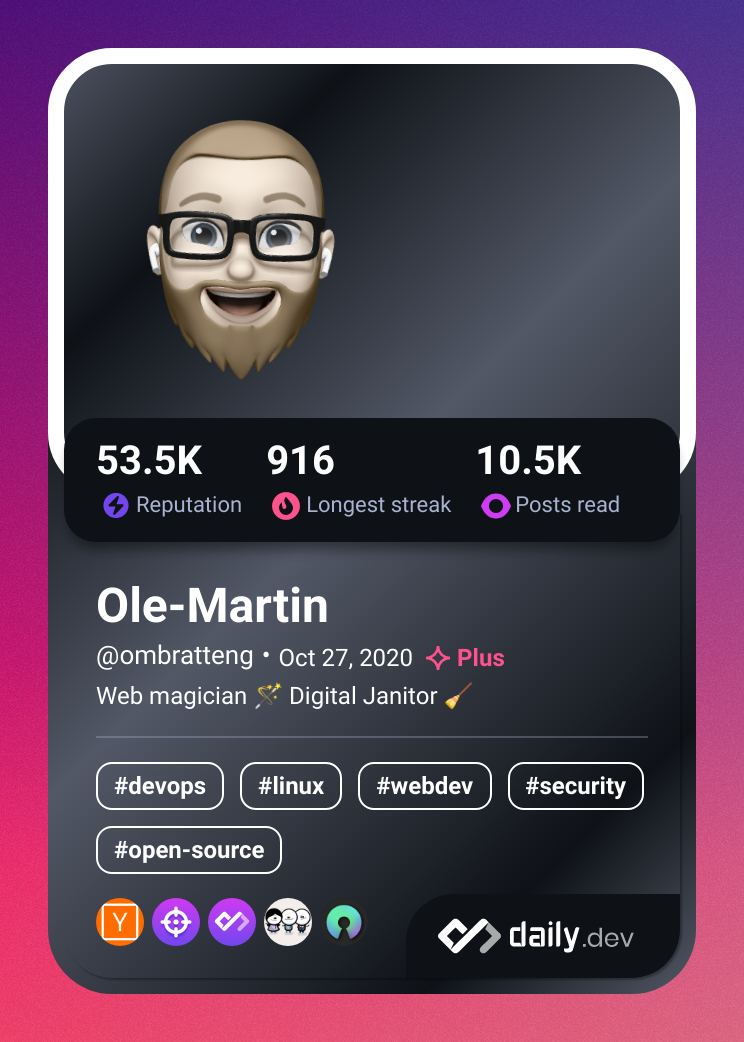 53.5K 916 10.5K
Reputation Longest streak Posts read
Ole-Martin
@ombratteng • Oct 27, 2020 Plus
Web magician 🪄 Digital Janitor 🧹
#devops #linux #webdev #security
#open-source
Y daily.dev